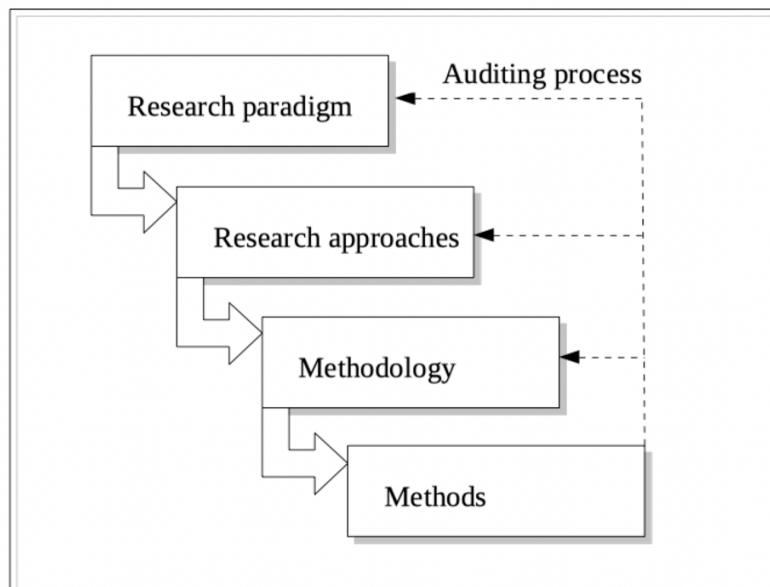 Auditing process
Research paradigm
Research approaches
Methodology
Methods